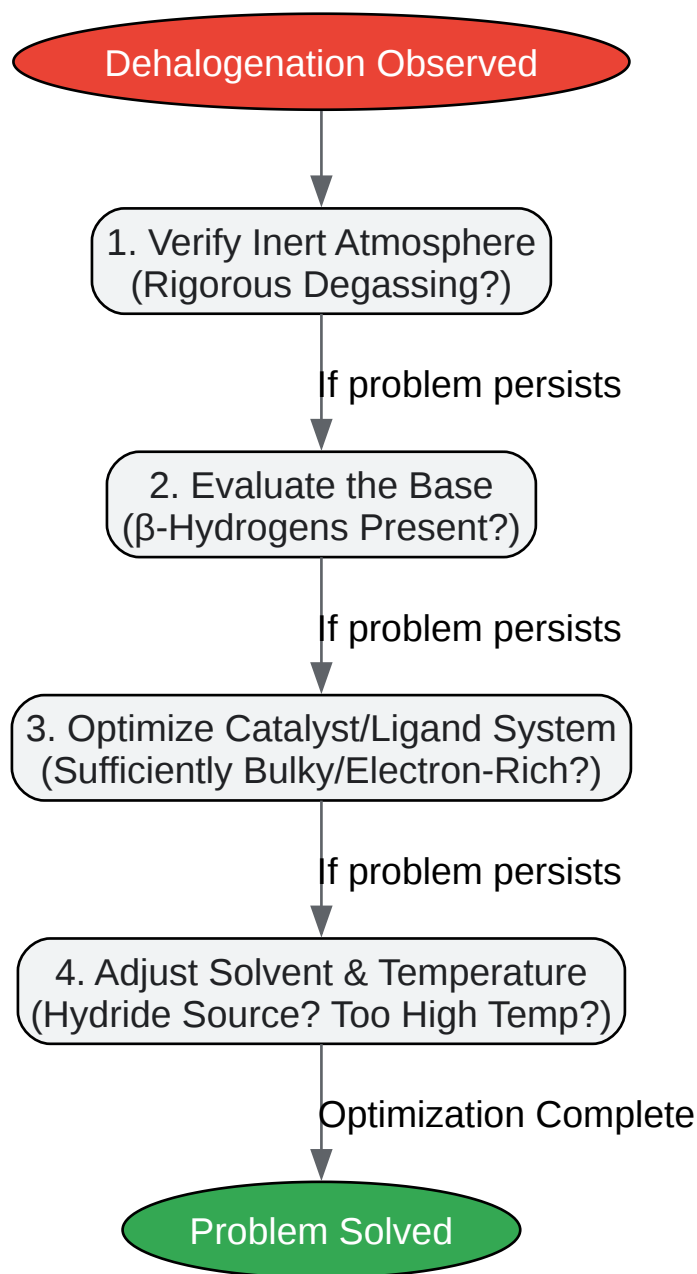 Dehalogenation Observed
1. Verify Inert Atmosphere
(Rigorous Degassing?)
If problem persists
2. Evaluate the Base
(β-Hydrogens Present?)
If problem persists
3. Optimize Catalyst/Ligand System
(Sufficiently Bulky/Electron-Rich?)
If problem persists
4. Adjust Solvent & Temperature
(Hydride Source? Too High Temp?)
Optimization Complete
Problem Solved